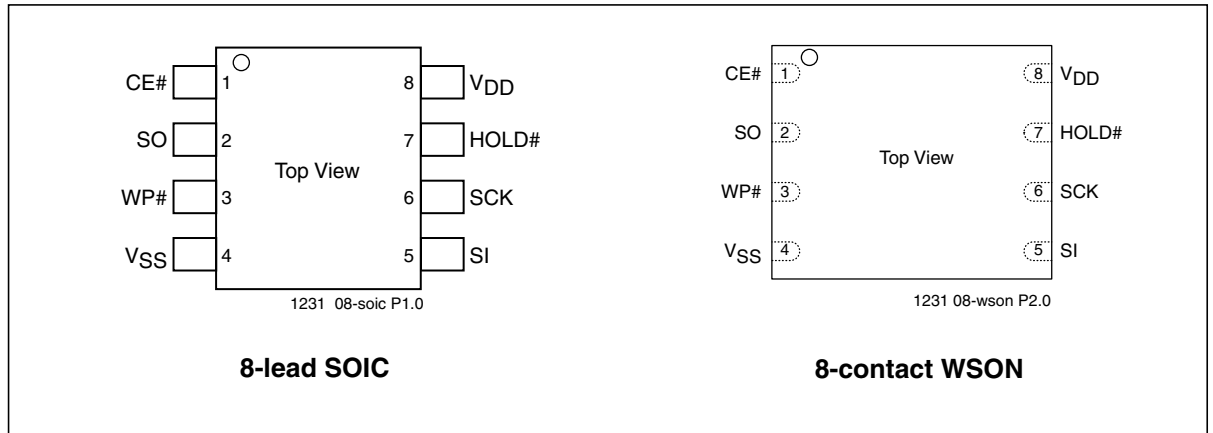 CE# 1 8 VDD
SO 2 7 HOLD#
Top View
WP# 3 6 SCK
VSS 4 5 SI
1231 08-soic P1.0
8-lead SOIC
CE# 1 8 VDD
SO 2 7 HOLD#
Top View
WP# 3 6 SCK
VSS 4 5 SI
1231 08-wson P2.0
8-contact WSON